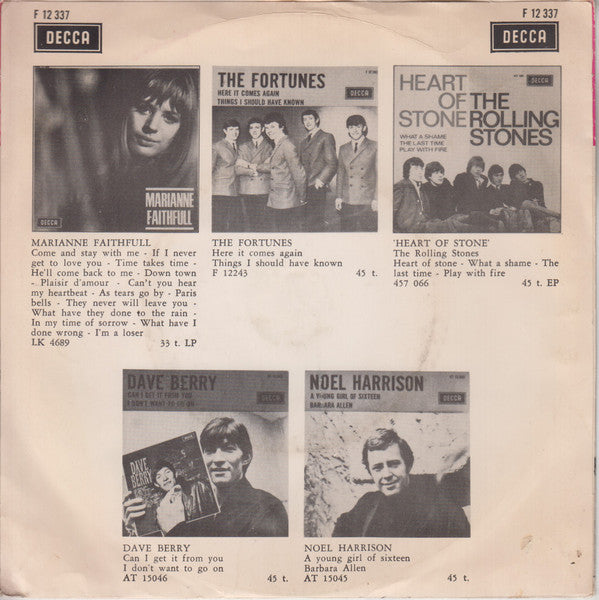 F 12 337
F 12 337
DECCA
DECCA
MARIANNE
FAITHFULL
DECCA
THE FORTUNES
HERE IT COMES AGAIN
THINGS I SHOULD HAVE KNOWN
DECCA
HEART
OF THE
STONE ROLLING
STONES
WHAT A SHAME
THE LAST TIME
PLAY WITH FIRE
DECCA
MARIANNE FAITHFULL
Come and stay with me - If I never
get to love you - Time takes time -
He'll come back to me - Down town
- Plaisir d'amour - Can't you hear
my heartbeat - As tears go by - Paris
bells - They never will leave you -
What have they done to the rain -
In my time of sorrow - What have I
done wrong - I'm a loser
LK 4689 33 t. LP
THE FORTUNES
Here it comes again
Things I should have known
F 12243 45 t.
'HEART OF STONE'
The Rolling Stones
Heart of stone - What a shame - The
last time - Play with fire
457 066 45 t. EP
DAVE BERRY
CAN I GET IT FROM YOU
I DON'T WANT TO GO ON
DECCA
DAVE
BERRY
NOEL HARRISON
A YOUNG GIRL OF SIXTEEN
BARBARA ALLEN
DECCA
DAVE BERRY
Can I get it from you
I don't want to go on
AT 15046 45 t.
NOEL HARRISON
A young girl of sixteen
Barbara Allen
AT 15045 45 t.